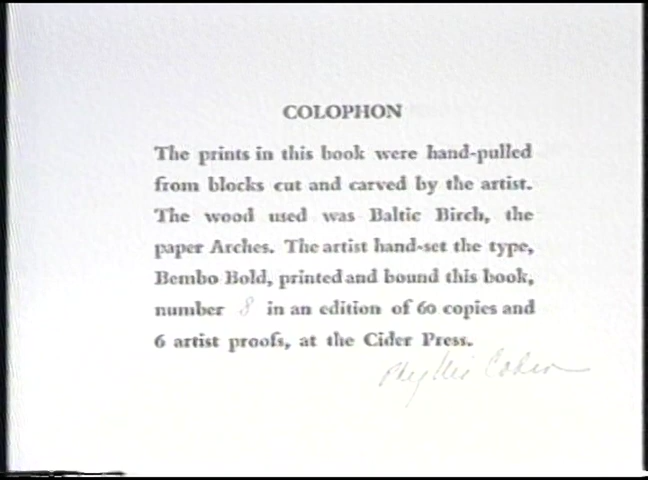 COLOPHON
The prints in this book were hand-pulled
from blocks cut and carved by the artist.
The wood used was Baltic Birch, the
paper Arches. The artist hand-set the type,
Bembo Bold, printed and bound this book,
number 8 in an edition of 60 copies and
6 artist proofs, at the Cider Press.
Phyllis Cohen